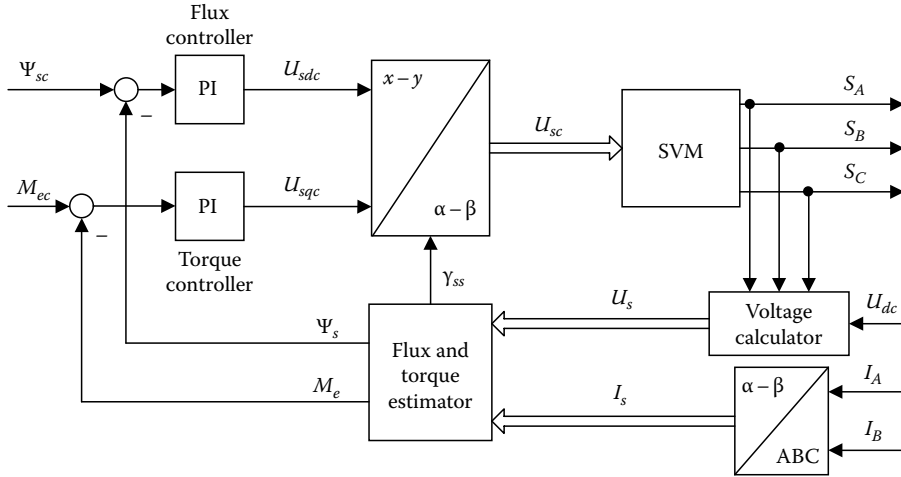 Flux
controller
Ψsc
PI
Usdc
x – y
α – β
Usc
SVM
SA
SB
SC
Mec
PI
Usqc
Torque
controller
γss
Ψs
Me
Flux and
torque
estimator
Us
Voltage
calculator
Udc
Is
α – β
ABC
IA
IB
–
–